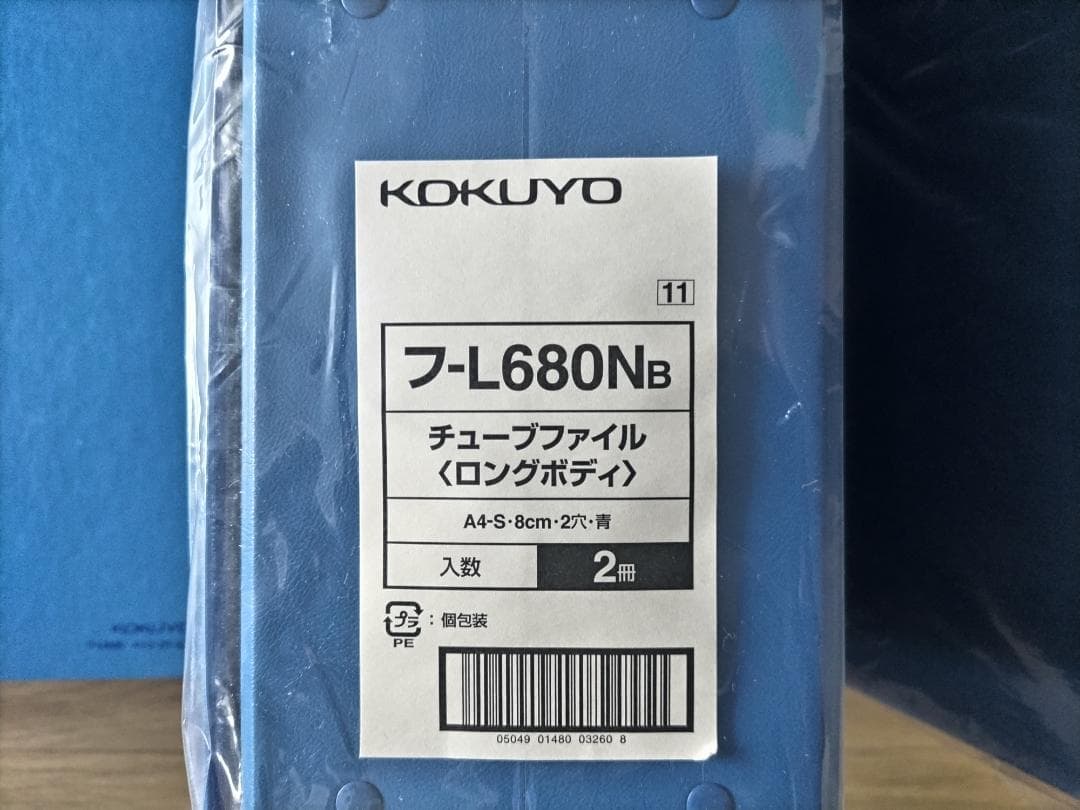 KOKUYO
11
フ-L680NB
チューブファイル
〈ロングボディ〉
A4-S・8cm・2穴・青
入数 2冊
プラ : 個包装
PE
05049 01480 03260 8
KOKUYO